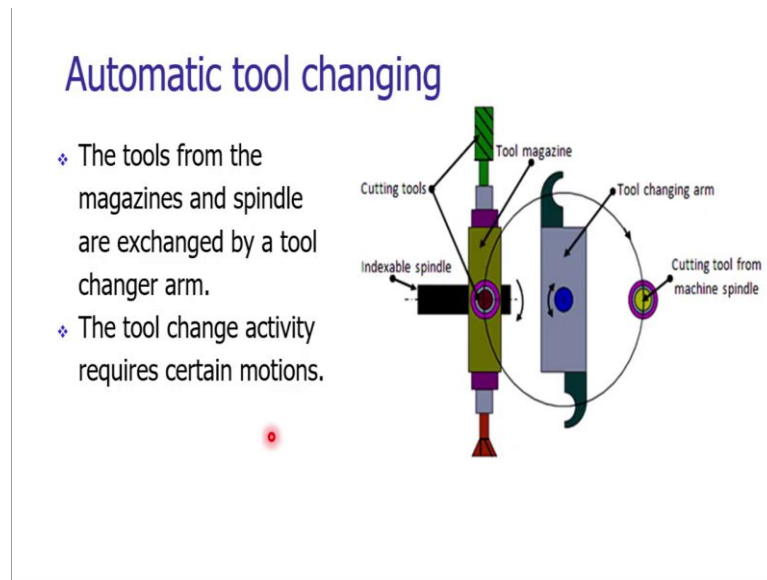 Automatic tool changing
The tools from the
magazines and spindle
are exchanged by a tool
changer arm.
The tool change activity
requires certain motions.
Tool magazine
Cutting tools
Tool changing arm
Indexable spindle
Cutting tool from
machine spindle